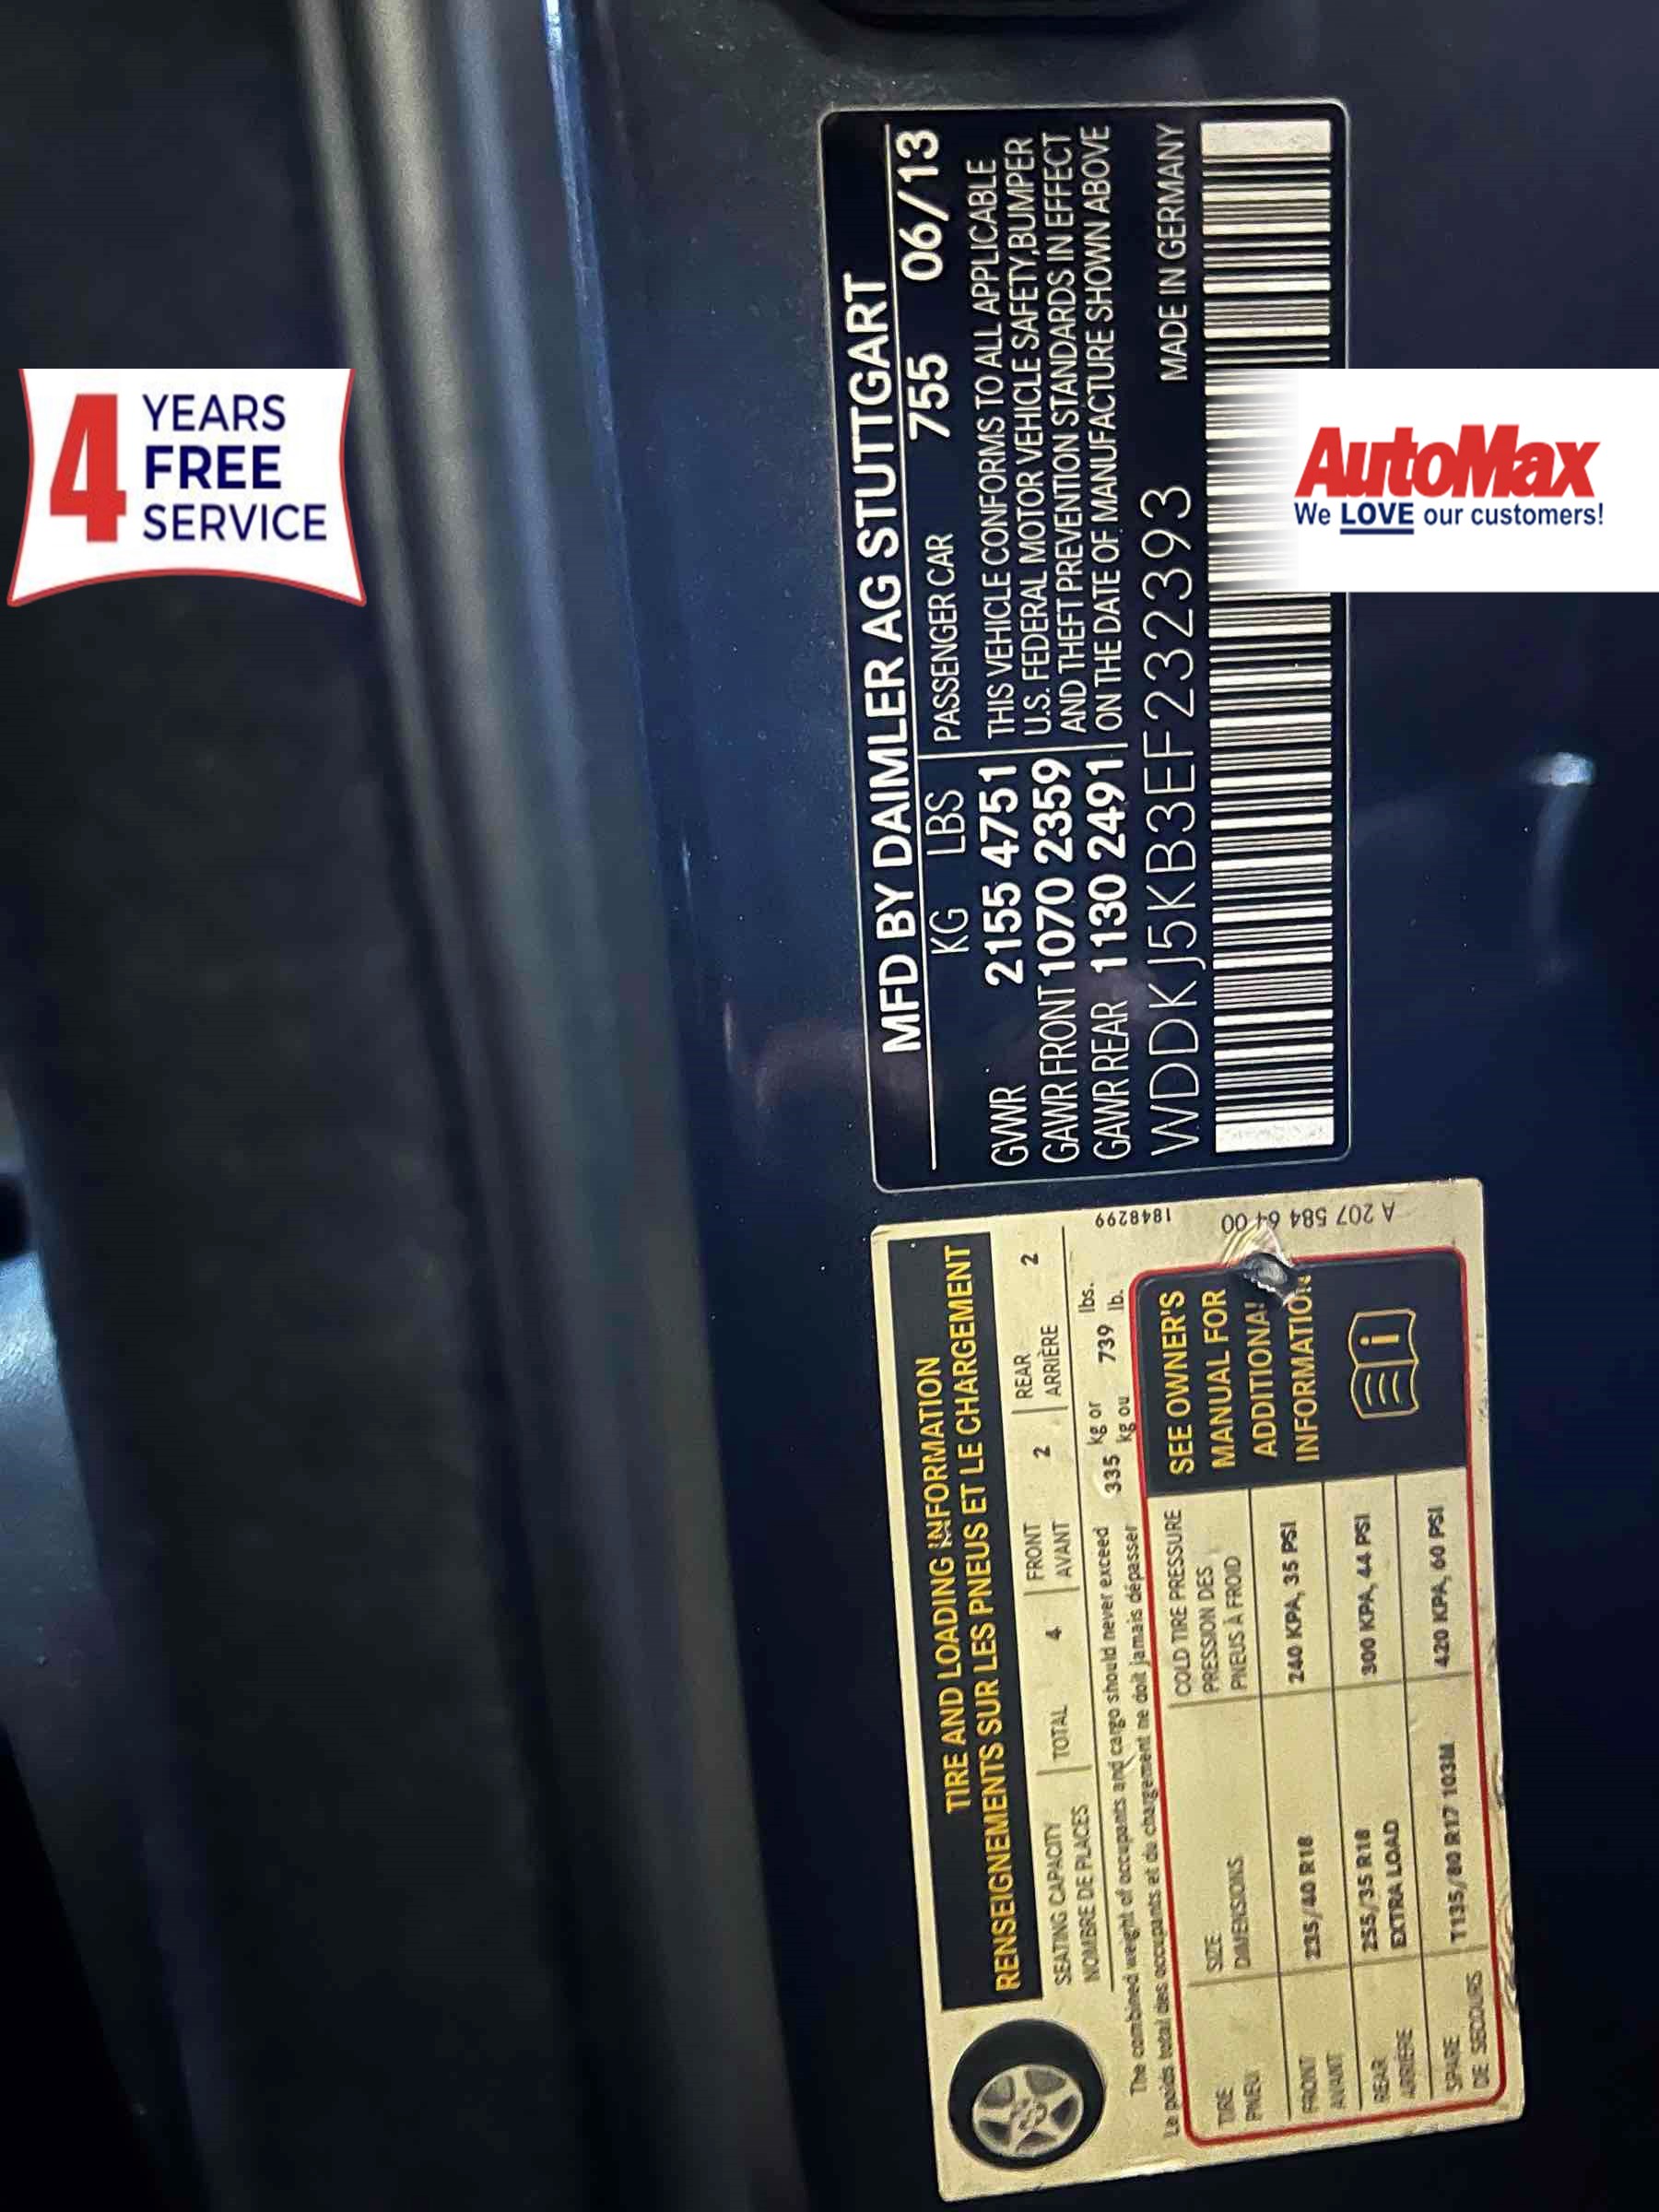 4 YEARS
FREE
SERVICE
AutoMax
We LOVE our customers!
MFD BY DAIMLER AG STUTTGART
KG LBS PASSENGER CAR 755 06/13
GVWR 2155 4751
GAWR FRONT 1070 2359
GAWR REAR 1130 2491
THIS VEHICLE CONFORMS TO ALL APPLICABLE
U.S. FEDERAL MOTOR VEHICLE SAFETY, BUMPER
AND THEFT PREVENTION STANDARDS IN EFFECT
ON THE DATE OF MANUFACTURE SHOWN ABOVE
WDDKJ5KB3EF232393 MADE IN GERMANY
TIRE AND LOADING INFORMATION
RENSEIGNEMENTS SUR LES PNEUS ET LE CHARGEMENT
SEATING CAPACITY
NOMBRE DE PLACES
TOTAL 4
FRONT
AVANT
2
REAR
ARRIÈRE
2
The combined weight of occupants and cargo should never exceed 335 kg or 739 lbs.
Le poids total des occupants et du chargement ne doit jamais dépasser kg ou lb.
TIRE
PNEU
SIZE
DIMENSIONS
COLD TIRE PRESSURE
PRESSION DES
PNEUS À FROID
FRONT
AVANT
235/40 R18
240 KPA, 35 PSI
REAR
ARRIÈRE
255/35 R18
EXTRA LOAD
300 KPA, 44 PSI
SPARE
DE SECOURS
T135/80 R17 103M
420 KPA, 60 PSI
SEE OWNER'S
MANUAL FOR
ADDITIONAL
INFORMATION
1848299
A 207 584 64 00